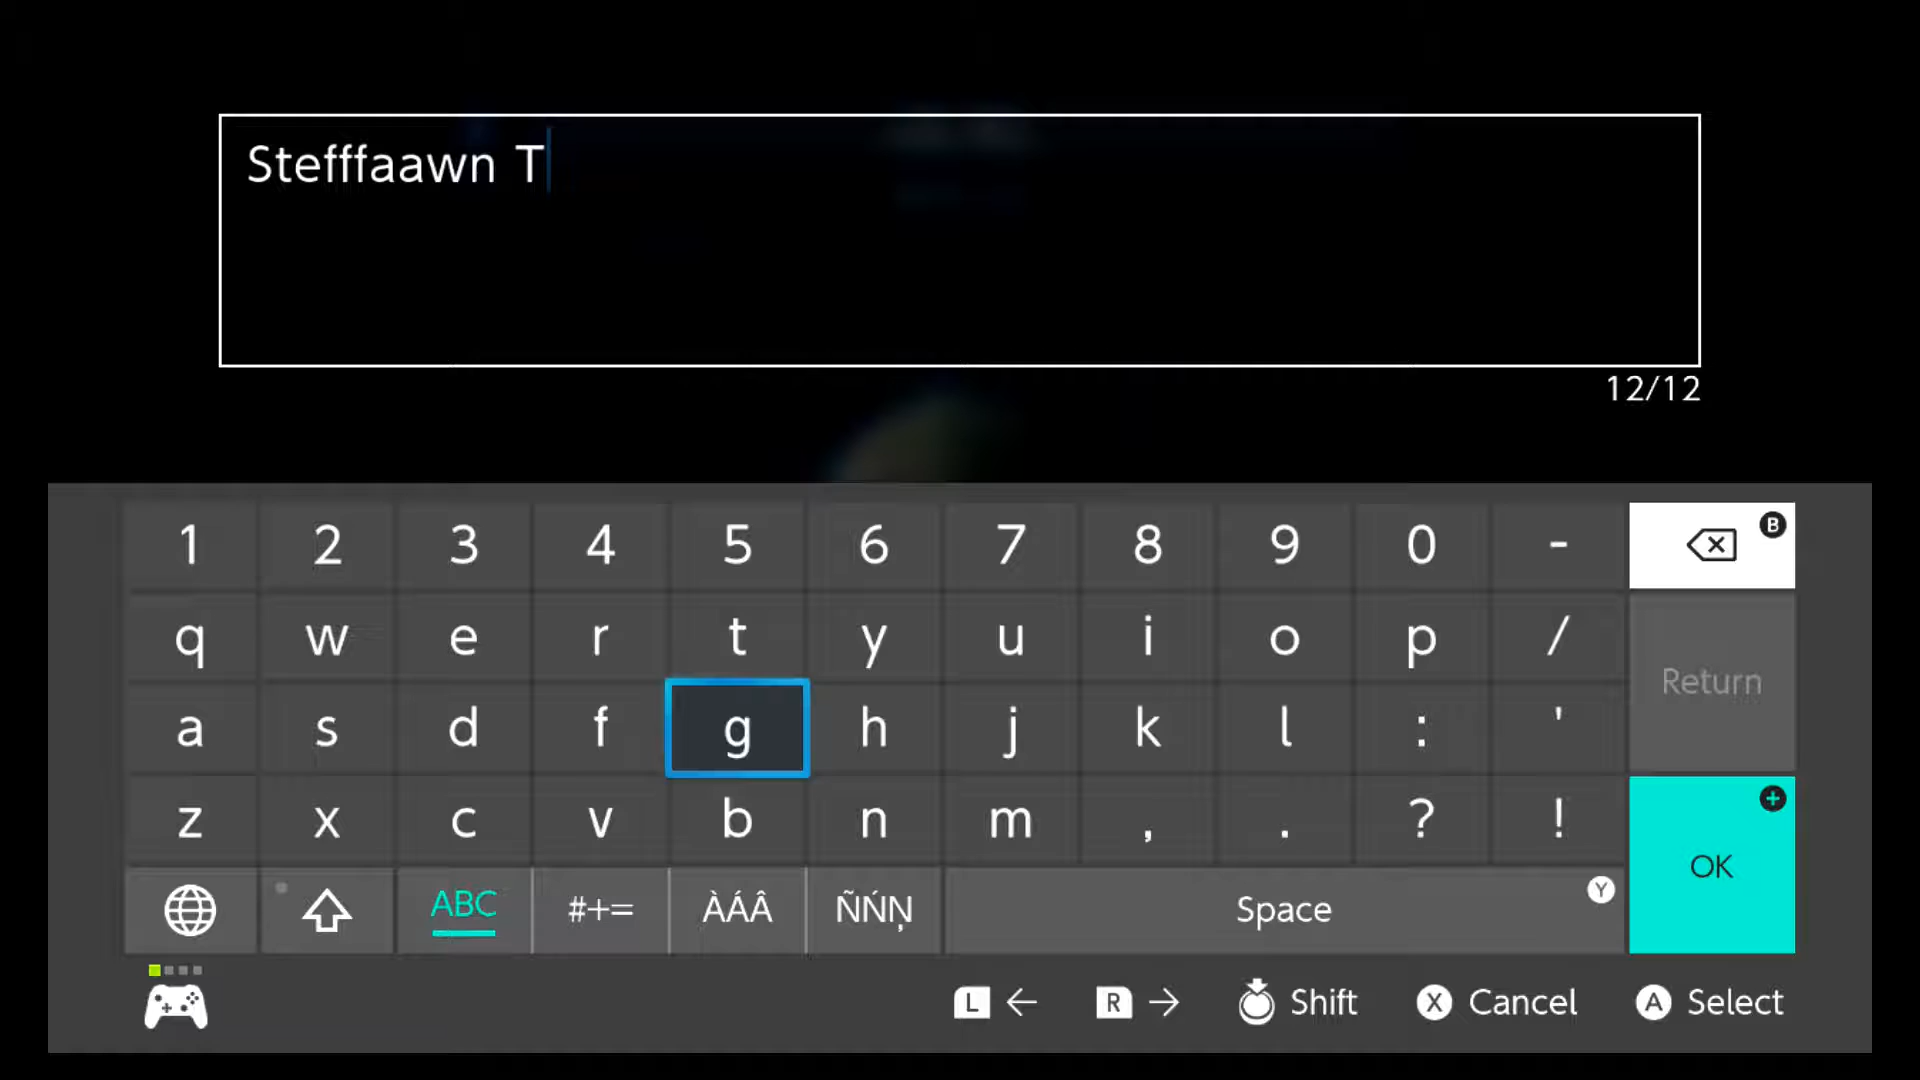 Stefffaawn T
12/12
1 2 3 4 5 6 7 8 9 0 - B
q w e r t y u i o p /
Return
a s d f g h j k l : '
z x c v b n m , . ? ! +
OK
ABC #+= ÀÁÂ ÑŃŅ Space Y
L ← R → Shift X Cancel A Select